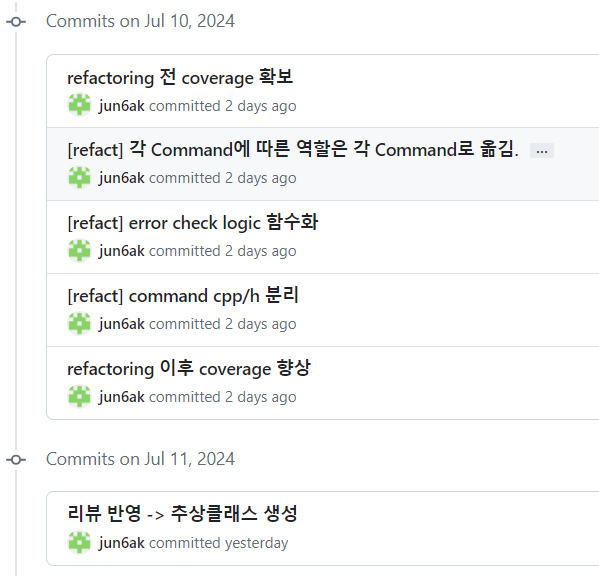 Commits on Jul 10, 2024
refactoring 전 coverage 확보
jun6ak committed 2 days ago
[refact] 각 Command에 따른 역할은 각 Command로 옮김. ...
jun6ak committed 2 days ago
[refact] error check logic 함수화
jun6ak committed 2 days ago
[refact] command cpp/h 분리
jun6ak committed 2 days ago
refactoring 이후 coverage 향상
jun6ak committed 2 days ago
Commits on Jul 11, 2024
리뷰 반영 -> 추상클래스 생성
jun6ak committed yesterday